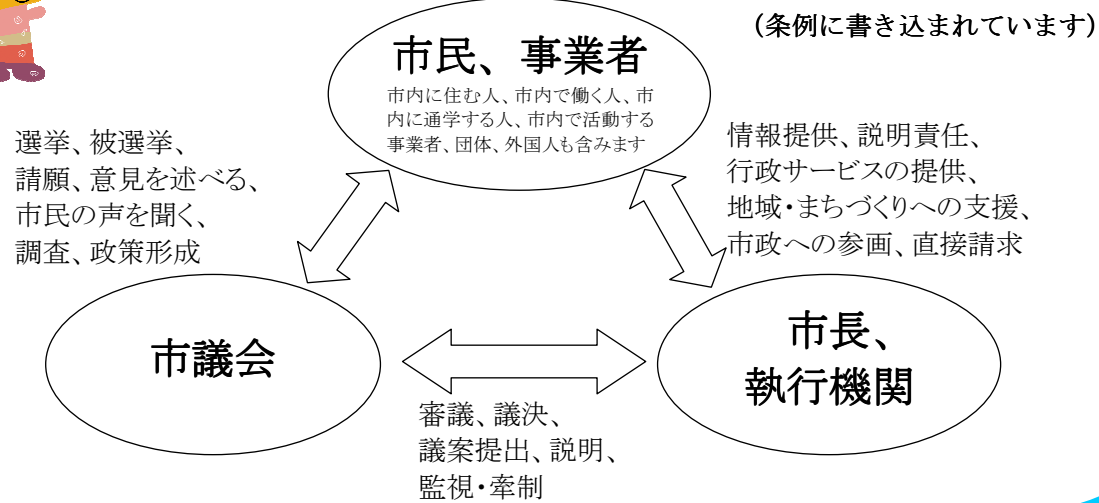 (条例に書き込まれています)
市民、事業者
市内に住む人、市内で働く人、市
内に通学する人、市内で活動する
事業者、団体、外国人も含みます
選挙、被選挙、
請願、意見を述べる、
市民の声を聞く、
調査、政策形成
情報提供、説明責任、
行政サービスの提供、
地域・まちづくりへの支援、
市政への参画、直接請求
市議会
市長、
執行機関
審議、議決、
議案提出、説明、
監視・牽制